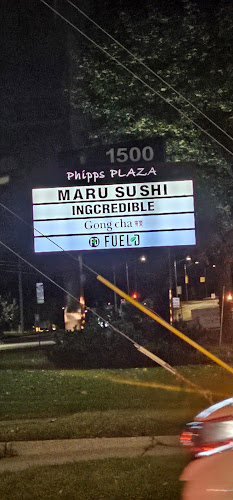 1500
Phipps PLAZA
MARU SUSHI
INGCREDIBLE
Gong cha
FUEL